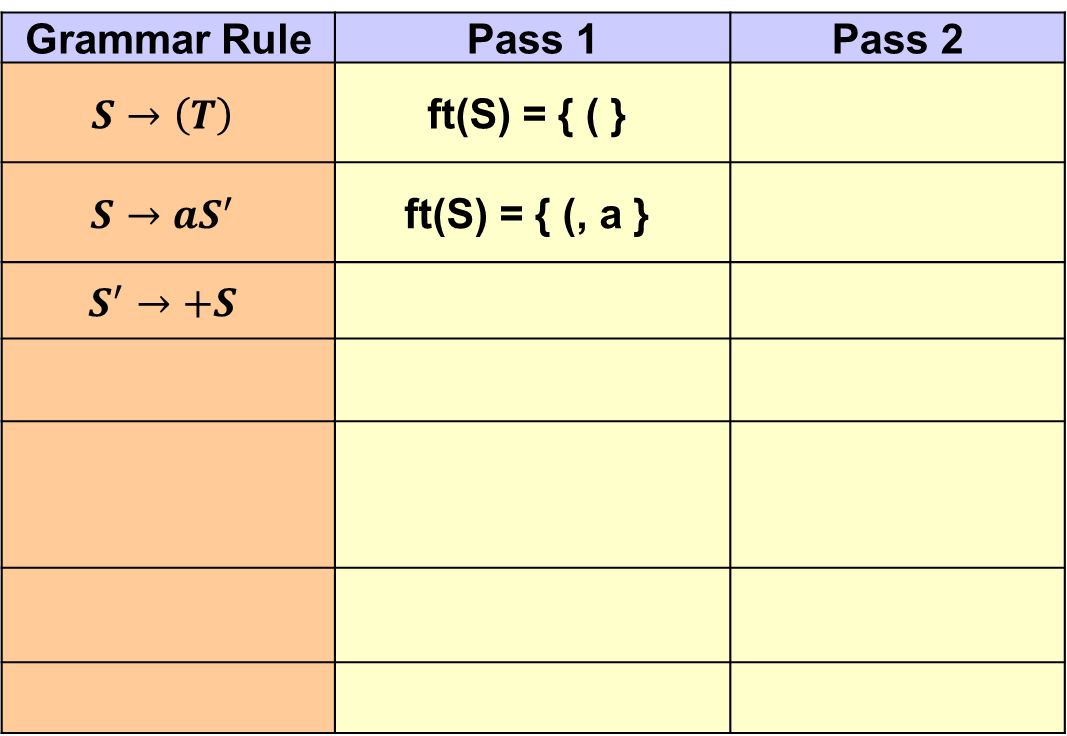 Grammar Rule Pass 1 Pass 2
S → (T) ft(S) = { ( }
S → aS′ ft(S) = { (, a }
S′ → +S